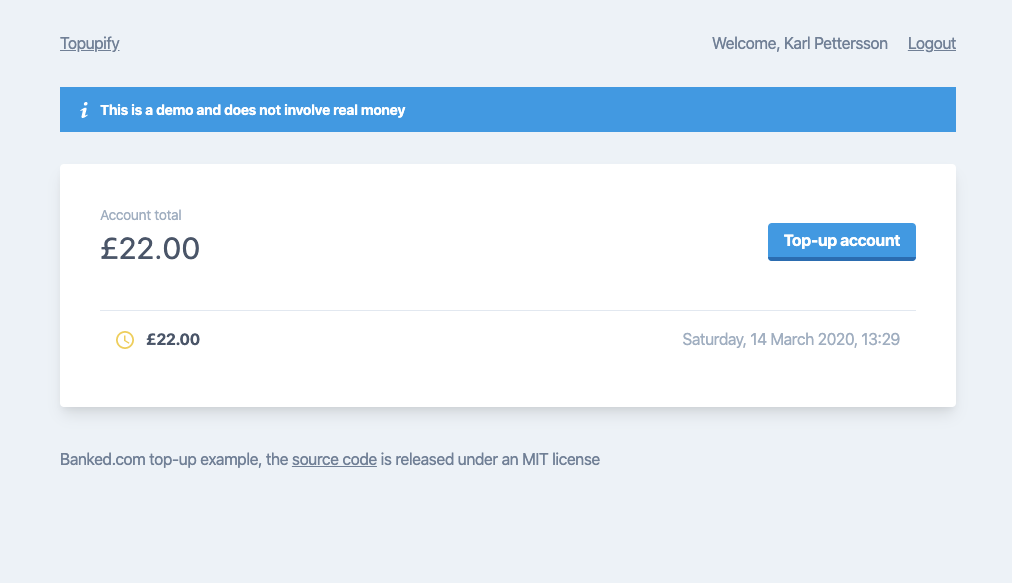 Topupify
Welcome, Karl Pettersson Logout
This is a demo and does not involve real money
Account total
£22.00
Top-up account
£22.00
Saturday, 14 March 2020, 13:29
Banked.com top-up example, the source code is released under an MIT license